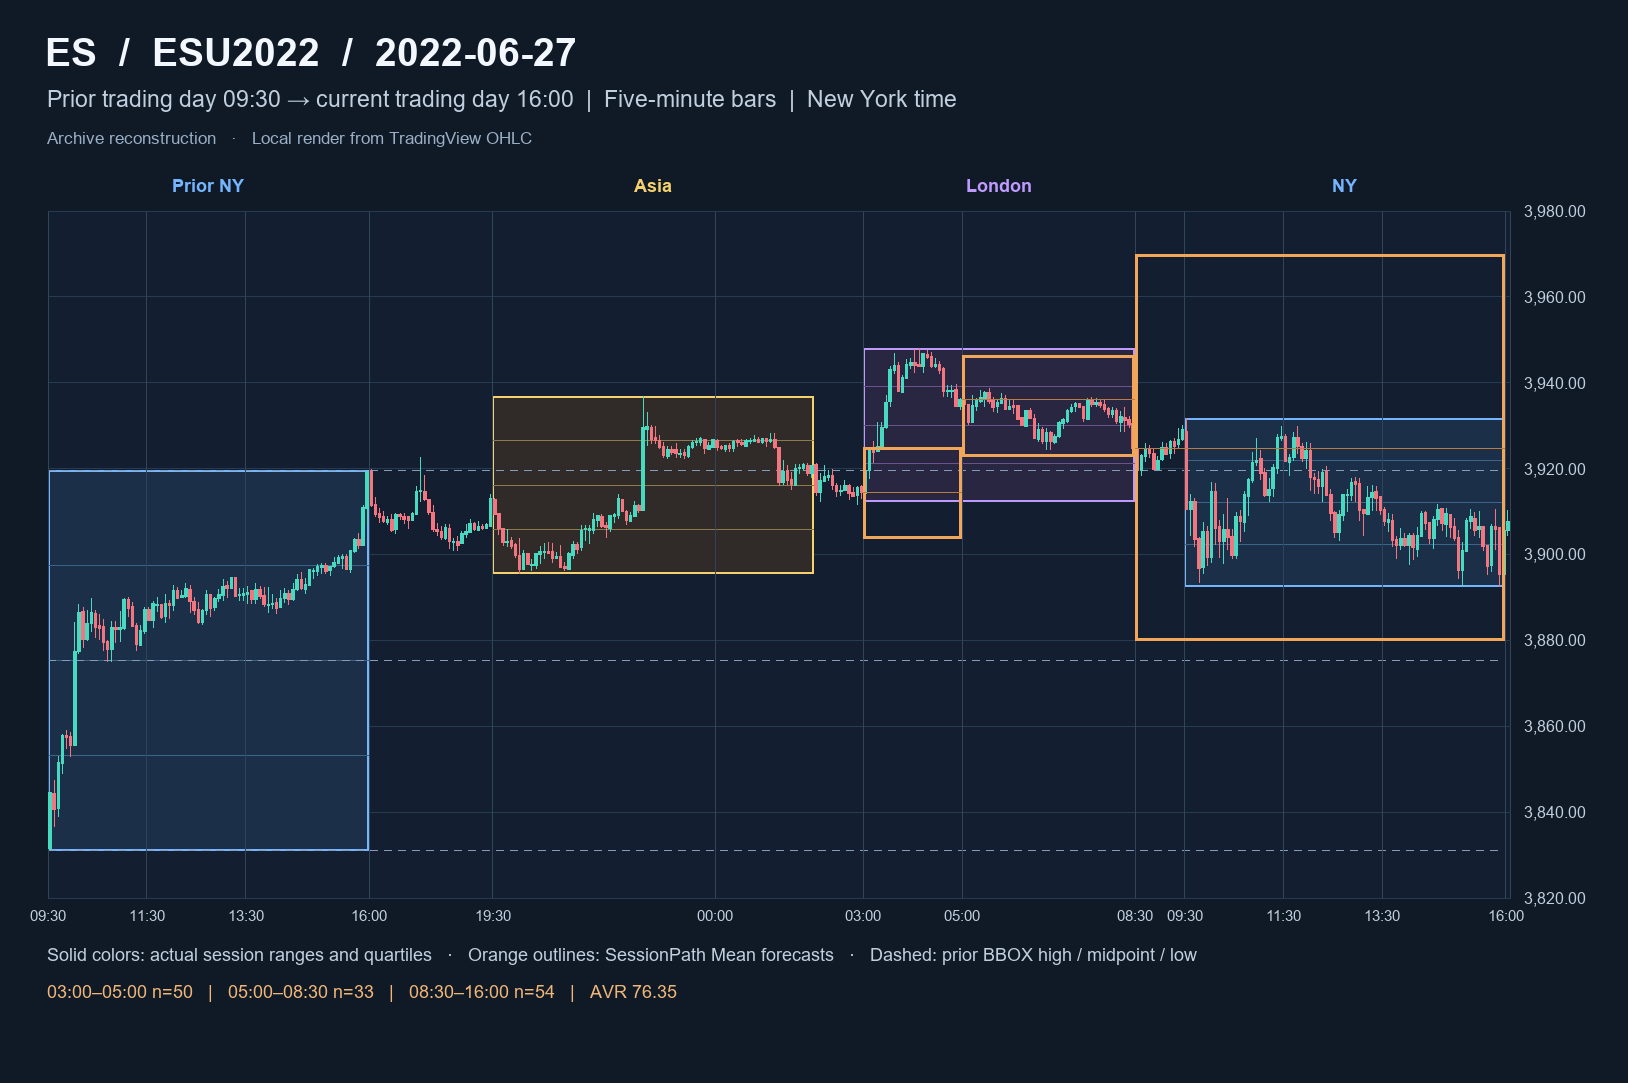 ES / ESU2022 / 2022-06-27
Prior trading day 09:30 → current trading day 16:00 | Five-minute bars | New York time
Archive reconstruction · Local render from TradingView OHLC
Prior NY Asia London NY
3,980.00
3,960.00
3,940.00
3,920.00
3,900.00
3,880.00
3,860.00
3,840.00
3,820.00
09:30 11:30 13:30 16:00 19:30 00:00 03:00 05:00 08:30 09:30 11:30 13:30 16:00
Solid colors: actual session ranges and quartiles · Orange outlines: SessionPath Mean forecasts · Dashed: prior BBOX high / midpoint / low
03:00–05:00 n=50 | 05:00–08:30 n=33 | 08:30–16:00 n=54 | AVR 76.35